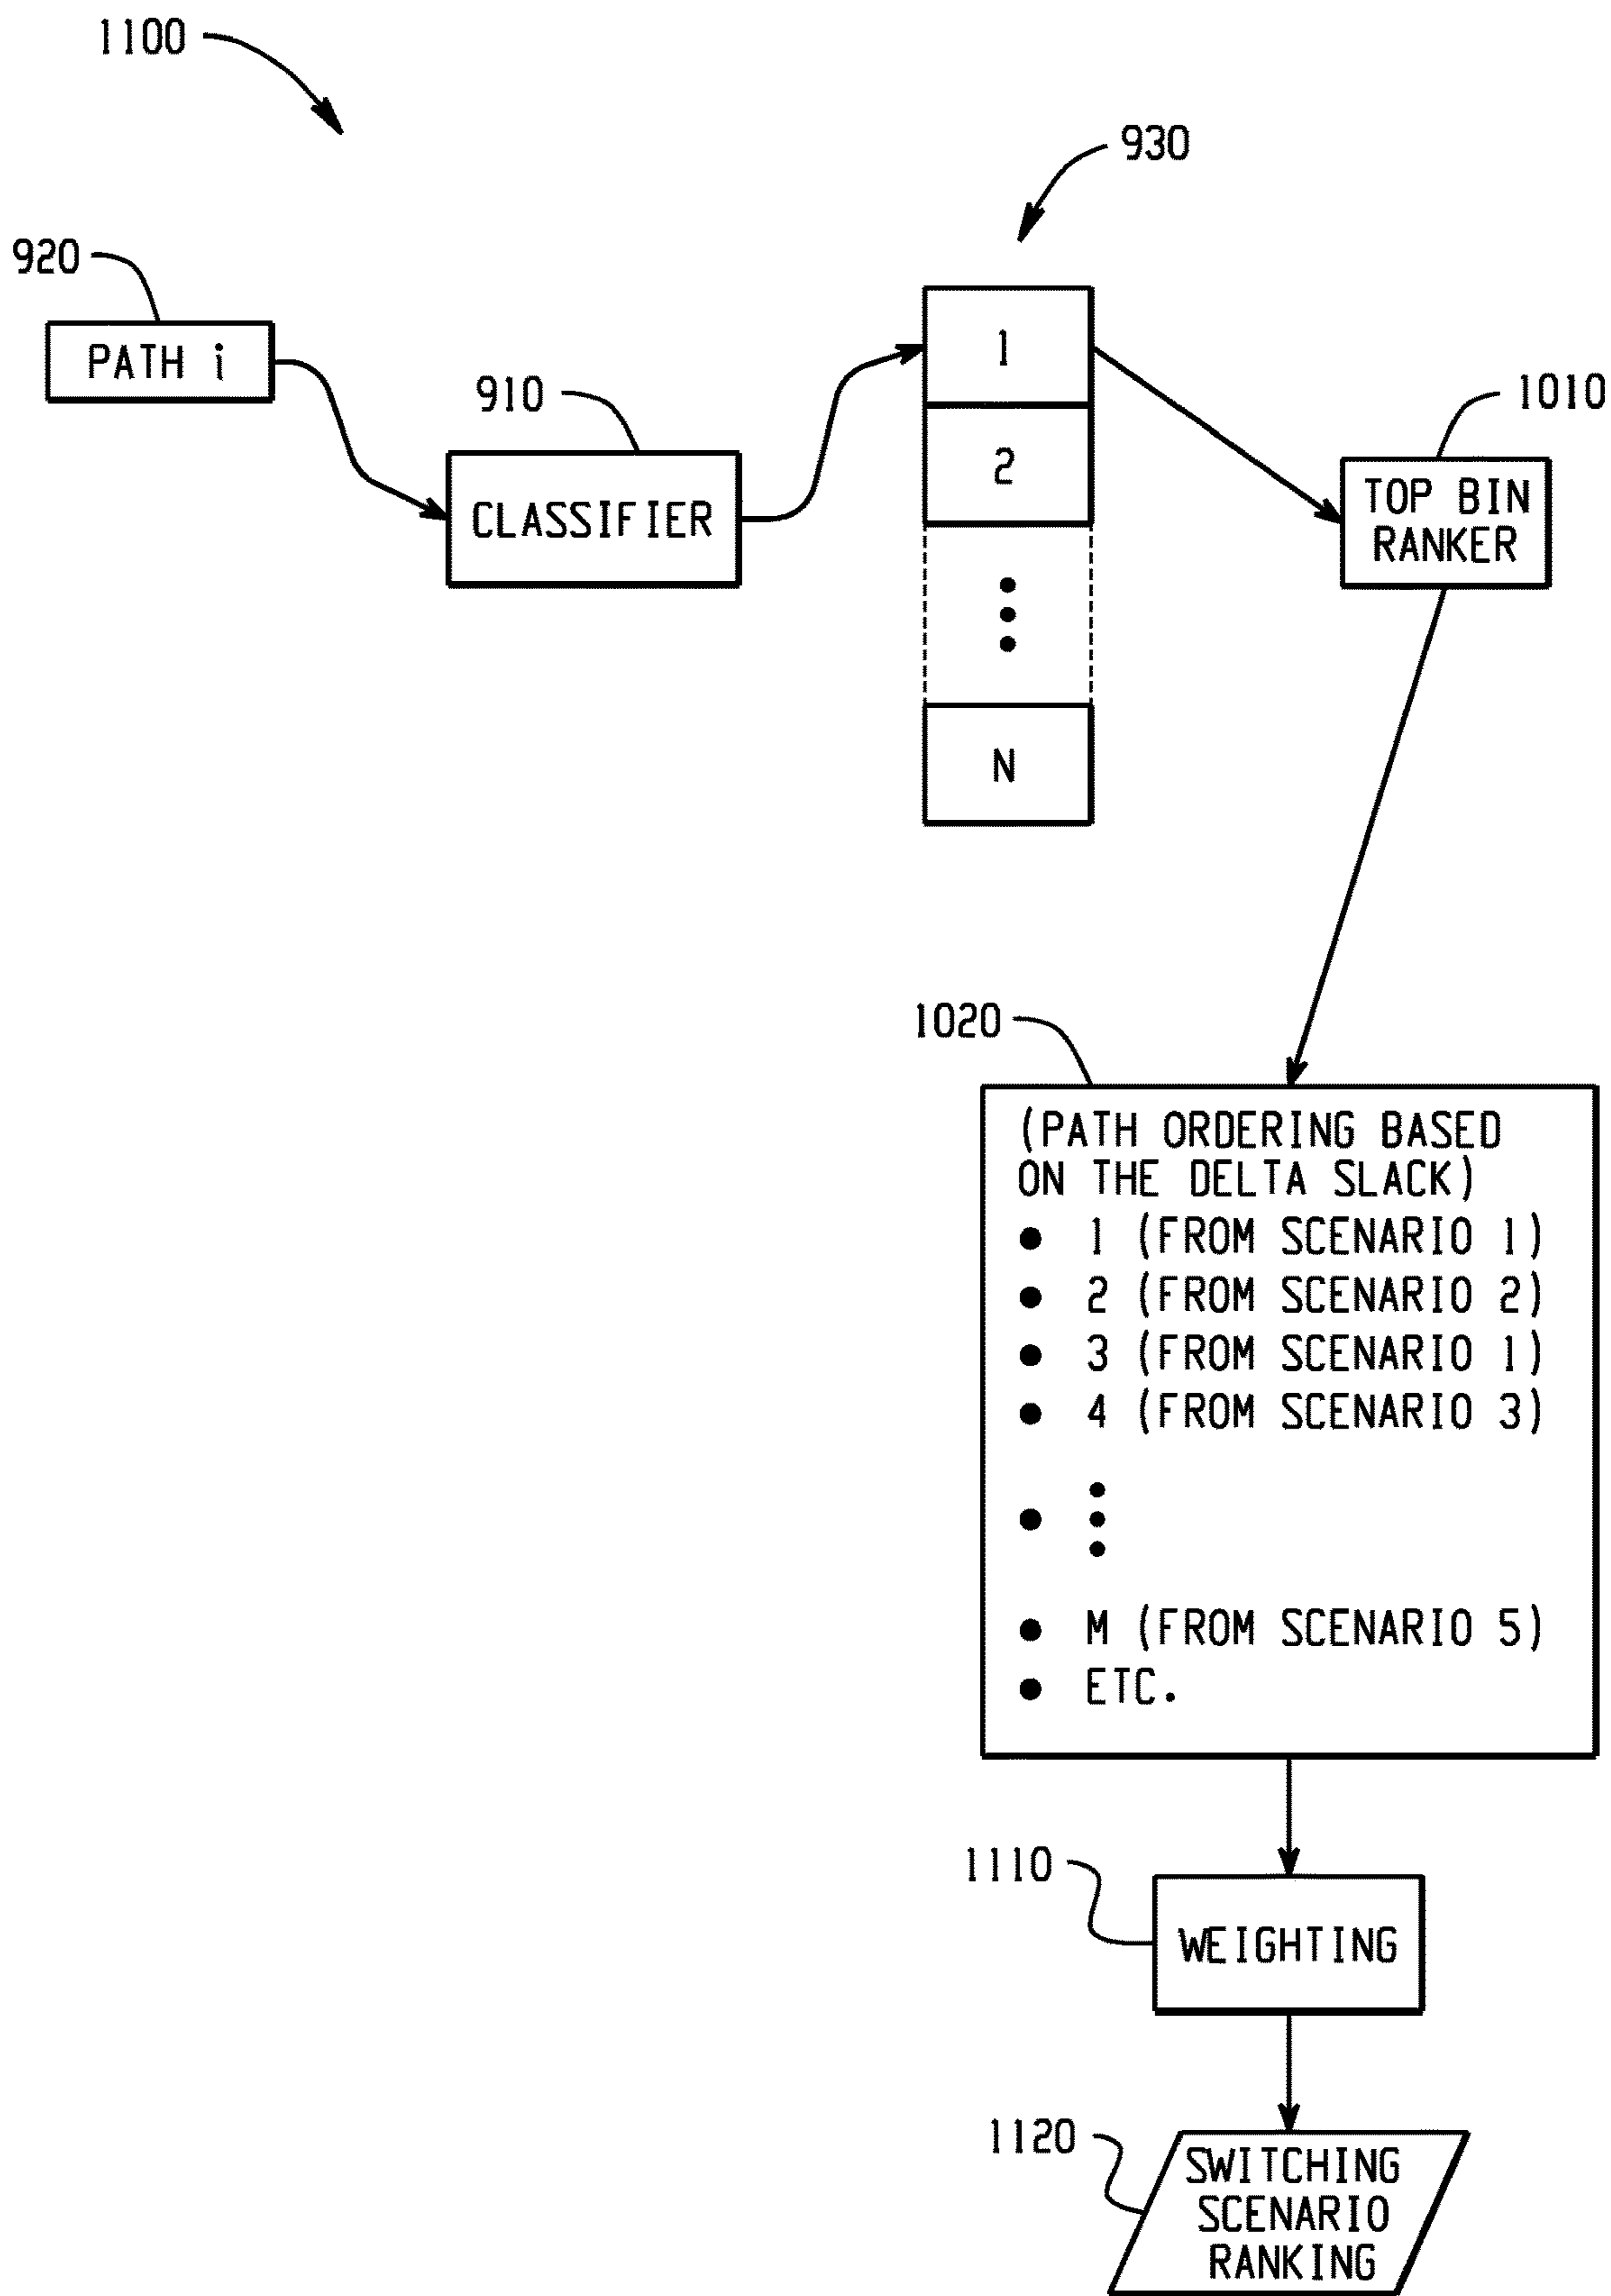 1100
930
920
PATH i
910
CLASSIFIER
1
2
N
1010
TOP BIN
RANKER
1020
(PATH ORDERING BASED
ON THE DELTA SLACK)
● 1 (FROM SCENARIO 1)
● 2 (FROM SCENARIO 2)
● 3 (FROM SCENARIO 1)
● 4 (FROM SCENARIO 3)
● M (FROM SCENARIO 5)
● ETC.
1110
WEIGHTING
1120
SWITCHING
SCENARIO
RANKING